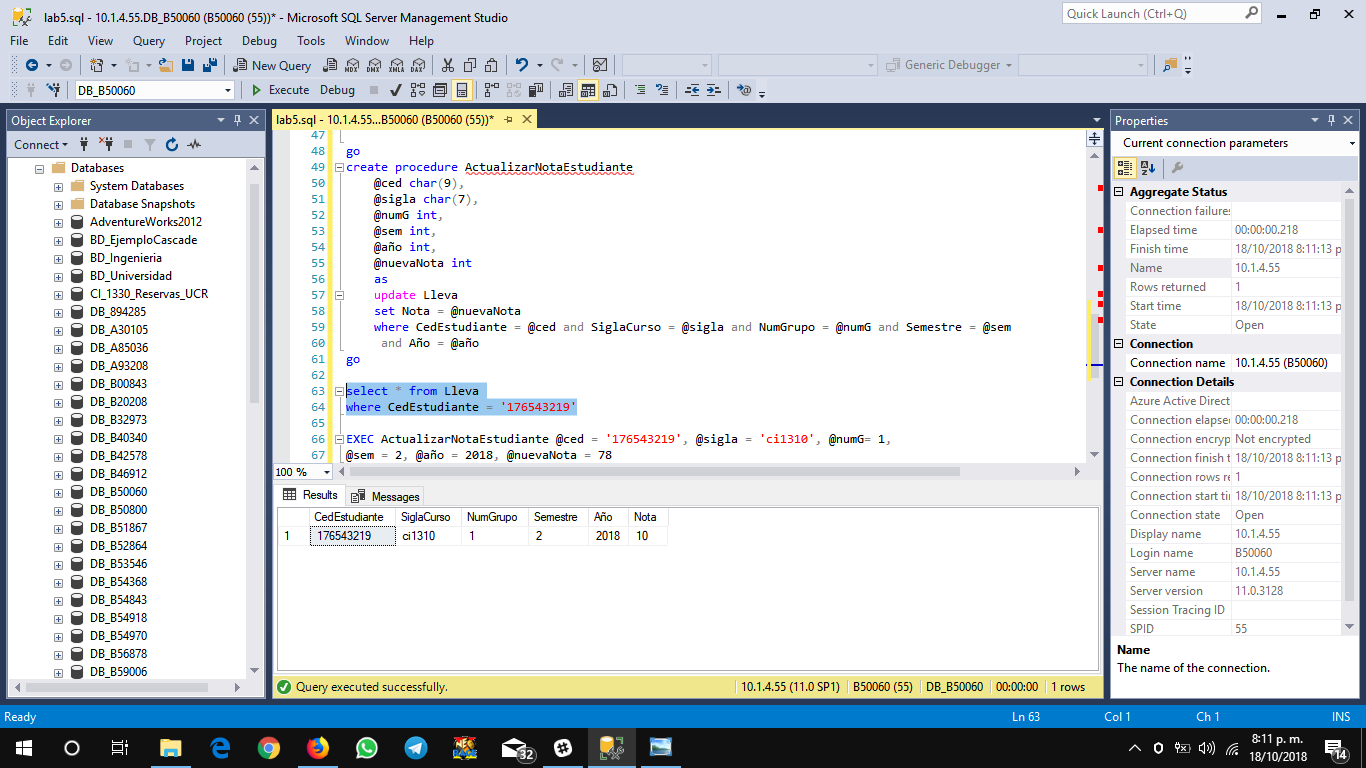 lab5.sql - 10.1.4.55.DB_B50060 (B50060 (55))* - Microsoft SQL Server Management Studio
Quick Launch (Ctrl+Q)
File Edit View Query Project Debug Tools Window Help
New Query MDX DMX XMLA DAX Generic Debugger
DB_B50060 Execute Debug
Object Explorer
Connect
Databases
System Databases
Database Snapshots
AdventureWorks2012
BD_EjemploCascade
BD_Ingenieria
BD_Universidad
CI_1330_Reservas_UCR
DB_894285
DB_A30105
DB_A85036
DB_A93208
DB_B00843
DB_B20208
DB_B32973
DB_B40340
DB_B42578
DB_B46912
DB_B50060
DB_B50800
DB_B51867
DB_B52864
DB_B53546
DB_B54368
DB_B54843
DB_B54918
DB_B54970
DB_B56878
DB_B59006
lab5.sql - 10.1.4.55...B50060 (B50060 (55))*
47
48 go
49 create procedure ActualizarNotaEstudiante
50 @ced char(9),
51 @sigla char(7),
52 @numG int,
53 @sem int,
54 @año int,
55 @nuevaNota int
56 as
57 update Lleva
58 set Nota = @nuevaNota
59 where CedEstudiante = @ced and SiglaCurso = @sigla and NumGrupo = @numG and Semestre = @sem
60 and Año = @año
61 go
62
63 select * from Lleva
64 where CedEstudiante = '176543219'
65
66 EXEC ActualizarNotaEstudiante @ced = '176543219', @sigla = 'ci1310', @numG= 1,
67 @sem = 2, @año = 2018, @nuevaNota = 78
100 %
Results Messages
CedEstudiante SiglaCurso NumGrupo Semestre Año Nota
1 176543219 ci1310 1 2 2018 10
Query executed successfully. 10.1.4.55 (11.0 SP1) B50060 (55) DB_B50060 00:00:00 1 rows
Properties
Current connection parameters
Aggregate Status
Connection failures
Elapsed time 00:00:00.218
Finish time 18/10/2018 8:11:13 p
Name 10.1.4.55
Rows returned 1
Start time 18/10/2018 8:11:13 p
State Open
Connection
Connection name 10.1.4.55 (B50060)
Connection Details
Azure Active Direct
Connection elapse 00:00:00.218
Connection encryp Not encrypted
Connection finish t 18/10/2018 8:11:13 p
Connection rows re 1
Connection start tir 18/10/2018 8:11:13 p
Connection state Open
Display name 10.1.4.55
Login name B50060
Server name 10.1.4.55
Server version 11.0.3128
Session Tracing ID
SPID 55
Name
The name of the connection.
Ready Ln 63 Col 1 Ch 1 INS
32
8:11 p. m.
18/10/2018
14